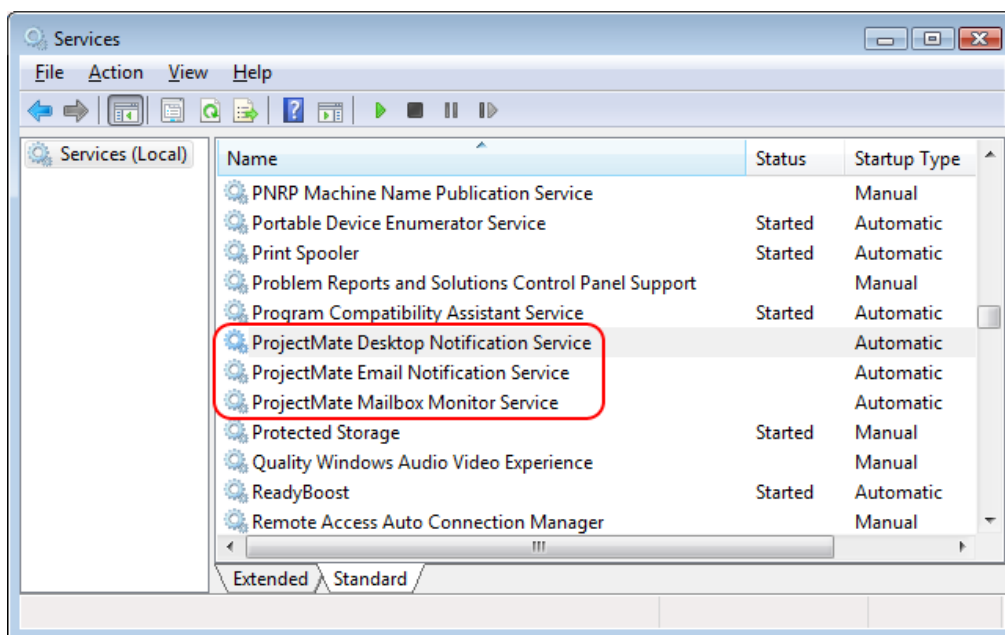 Services
File Action View Help
Services (Local)
Name Status Startup Type
PNRP Machine Name Publication Service Manual
Portable Device Enumerator Service Started Automatic
Print Spooler Started Automatic
Problem Reports and Solutions Control Panel Support Manual
Program Compatibility Assistant Service Started Automatic
ProjectMate Desktop Notification Service Automatic
ProjectMate Email Notification Service Automatic
ProjectMate Mailbox Monitor Service Automatic
Protected Storage Started Manual
Quality Windows Audio Video Experience Manual
ReadyBoost Started Automatic
Remote Access Auto Connection Manager Manual
Extended Standard